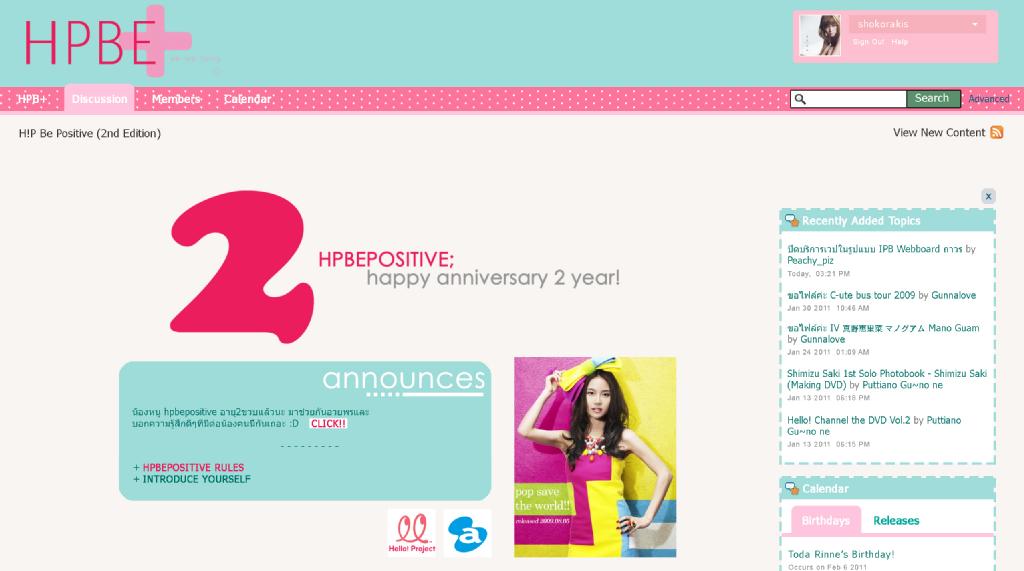 HPBE+
shokorakis
Sign Out Help
HPB+ Discussion Members Calendar
Search Advanced
H!P Be Positive (2nd Edition)
View New Content
x
2
HPBEPOSITIVE;
happy anniversary 2 year!
announces
น้องหนู hpbepositive อายุ2ขวบแล้วนะ มาช่วยกันอวยพรและ
บอกความรู้สึกดีๆที่มีต่อน้องคนนี้กันเถอะ :D CLICK!!
- - - - - - - - -
+ HPBEPOSITIVE RULES
+ INTRODUCE YOURSELF
Hello! Project
a
pop save
the world!!
released 2009.08.05
Recently Added Topics
ปิดบริการเวปในรูปแบบ IPB Webboard ถาวร by
Peachy_piz
Today, 03:21 PM
ขอไฟล์ค่ะ C-ute bus tour 2009 by Gunnalove
Jan 30 2011 10:46 AM
ขอไฟล์ค่ะ IV 真野恵里菜 マノグアム Mano Guam
by Gunnalove
Jan 24 2011 01:09 AM
Shimizu Saki 1st Solo Photobook - Shimizu Saki
(Making DVD) by Puttiano Gu~no ne
Jan 13 2011 06:18 PM
Hello! Channel the DVD Vol.2 by Puttiano
Gu~no ne
Jan 13 2011 06:15 PM
Calendar
Birthdays Releases
Toda Rinne's Birthday!
Occurs on Feb 6 2011